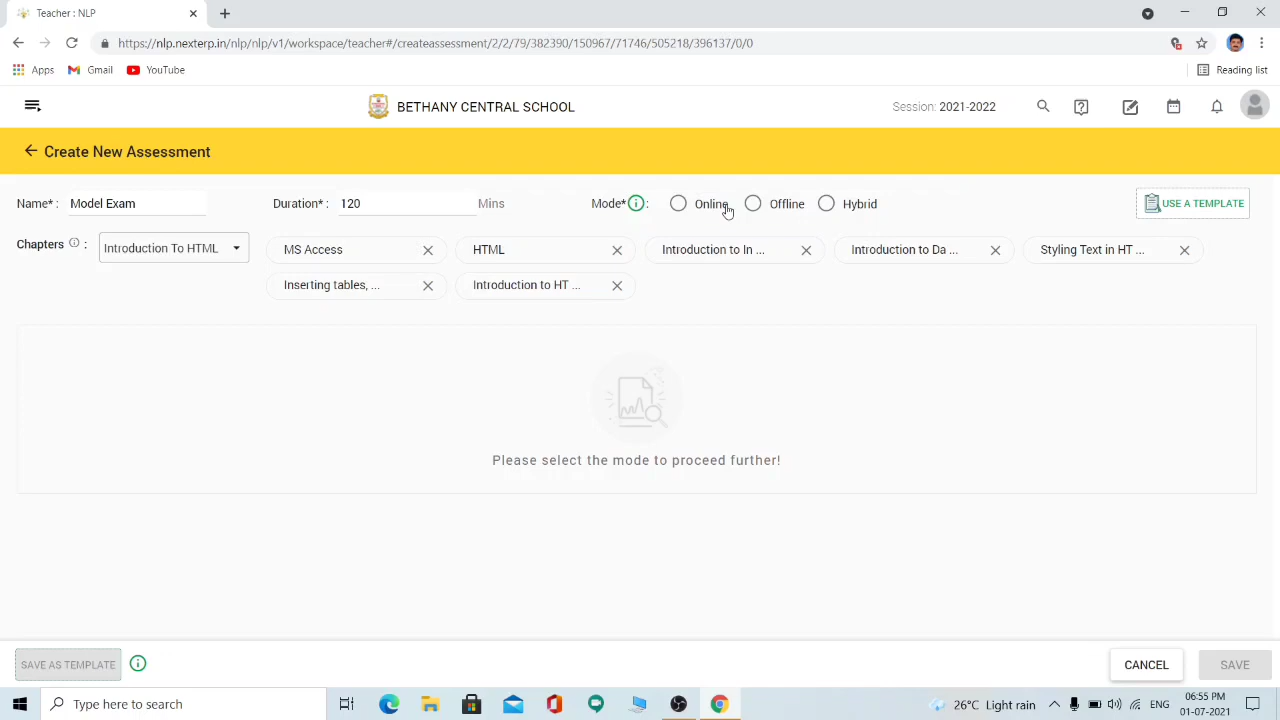 Teacher : NLP
https://nlp.nexterp.in/nlp/nlp/v1/workspace/teacher#/createassessment/2/2/79/382390/150967/71746/505218/396137/0/0
Apps Gmail YouTube Reading list
BETHANY CENTRAL SCHOOL Session: 2021-2022
Create New Assessment
Name* : Model Exam Duration* : 120 Mins Mode* : Online Offline Hybrid USE A TEMPLATE
Chapters : Introduction To HTML MS Access HTML Introduction to In ... Introduction to Da ... Styling Text in HT ...
Inserting tables, ... Introduction to HT ...
Please select the mode to proceed further!
SAVE AS TEMPLATE CANCEL SAVE
Type here to search 26°C Light rain ENG 06:55 PM
01-07-2021